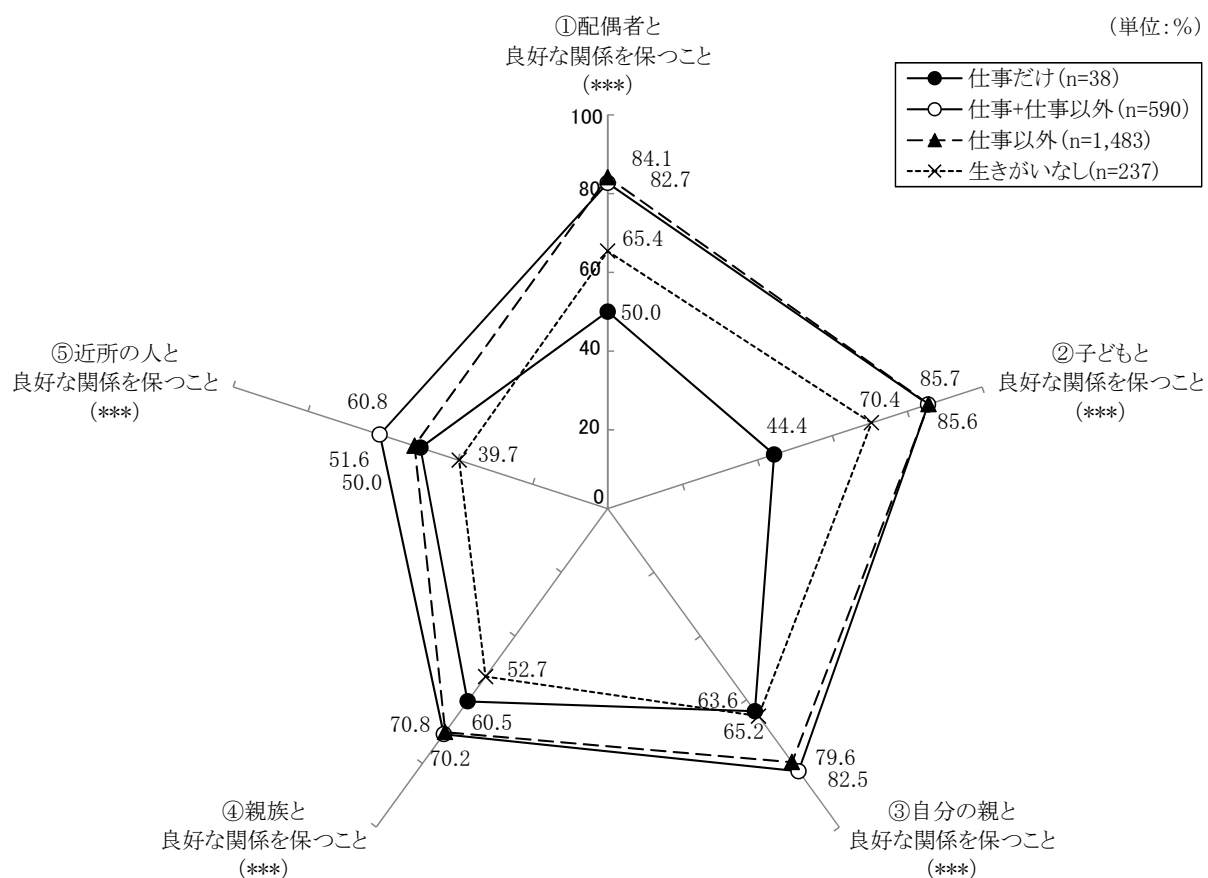 ①配偶者と
良好な関係を保つこと
(***)
(単位:%)
仕事だけ(n=38)
仕事+仕事以外(n=590)
仕事以外(n=1,483)
生きがいなし(n=237)
100
80
60
40
20
0
84.1
82.7
65.4
50.0
②子どもと
良好な関係を保つこと
(***)
85.7
85.6
70.4
44.4
⑤近所の人と
良好な関係を保つこと
(***)
60.8
51.6
50.0
39.7
52.7
60.5
70.8
70.2
63.6
65.2
79.6
82.5
④親族と
良好な関係を保つこと
(***)
③自分の親と
良好な関係を保つこと
(***)